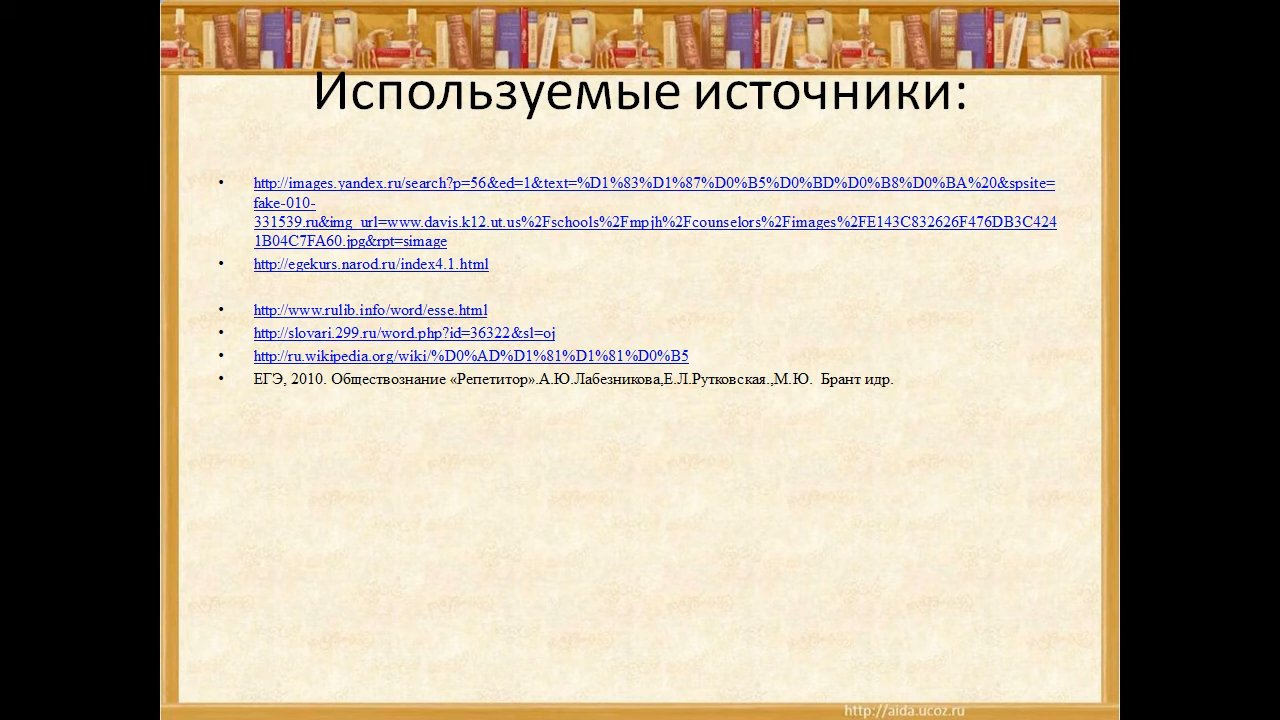 Используемые источники:
• http://images.yandex.ru/search?p=56&ed=1&text=%D1%83%D1%87%D0%B5%D0%BD%D0%B8%D0%BA%20&spsite=
fake-010-
331539.ru&img_url=www.davis.k12.ut.us%2Fschools%2Fmpjh%2Fcounselors%2Fimages%2FE143C832626F476DB3C424
1B04C7FA60.jpg&rpt=simage
• http://egekurs.narod.ru/index4.1.html
• http://www.rulib.info/word/esse.html
• http://slovari.299.ru/word.php?id=36322&sl=oj
• http://ru.wikipedia.org/wiki/%D0%AD%D1%81%D1%81%D0%B5
• ЕГЭ, 2010. Обществознание «Репетитор».А.Ю.Лабезникова,Е.Л.Рутковская.,М.Ю. Брант идр.
http://aida.ucoz.ru